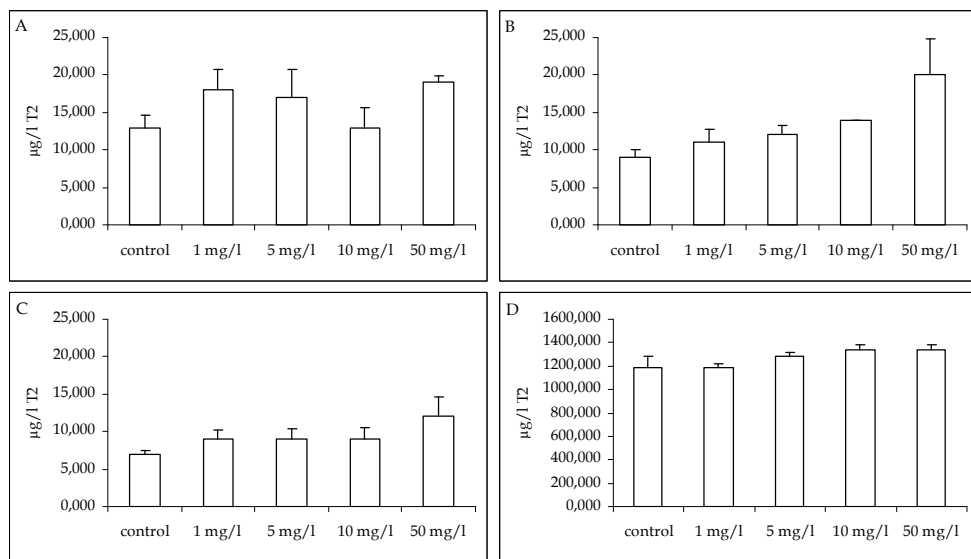 A
µg/l T2
25,000
20,000
15,000
10,000
5,000
0,000
control 1 mg/l 5 mg/l 10 mg/l 50 mg/l
B
µg/l T2
25,000
20,000
15,000
10,000
5,000
0,000
control 1 mg/l 5 mg/l 10 mg/l 50 mg/l
C
µg/l T2
25,000
20,000
15,000
10,000
5,000
0,000
control 1 mg/l 5 mg/l 10 mg/l 50 mg/l
D
µg/l T2
1600,000
1400,000
1200,000
1000,000
800,000
600,000
400,000
200,000
0,000
control 1 mg/l 5 mg/l 10 mg/l 50 mg/l